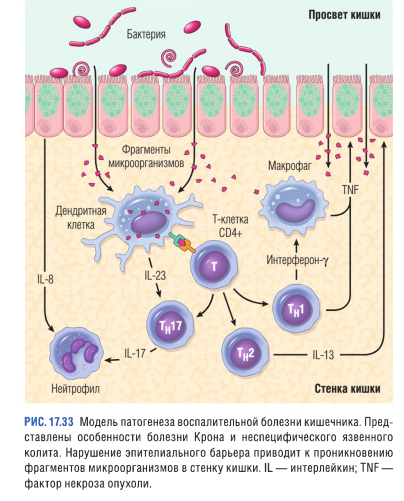 Просвет кишки
Бактерия
Фрагменты
микроорганизмов
Макрофаг
TNF
Дендритная
клетка
Т-клетка
CD4+
T
Интерферон-γ
IL-8
IL-23
TH17
TH1
TH2
IL-17
IL-13
Нейтрофил
Стенка кишки
РИС. 17.33 Модель патогенеза воспалительной болезни кишечника. Пред-
ставлены особенности болезни Крона и неспецифического язвенного
колита. Нарушение эпителиального барьера приводит к проникновению
фрагментов микроорганизмов в стенку кишки. IL — интерлейкин; TNF —
фактор некроза опухоли.